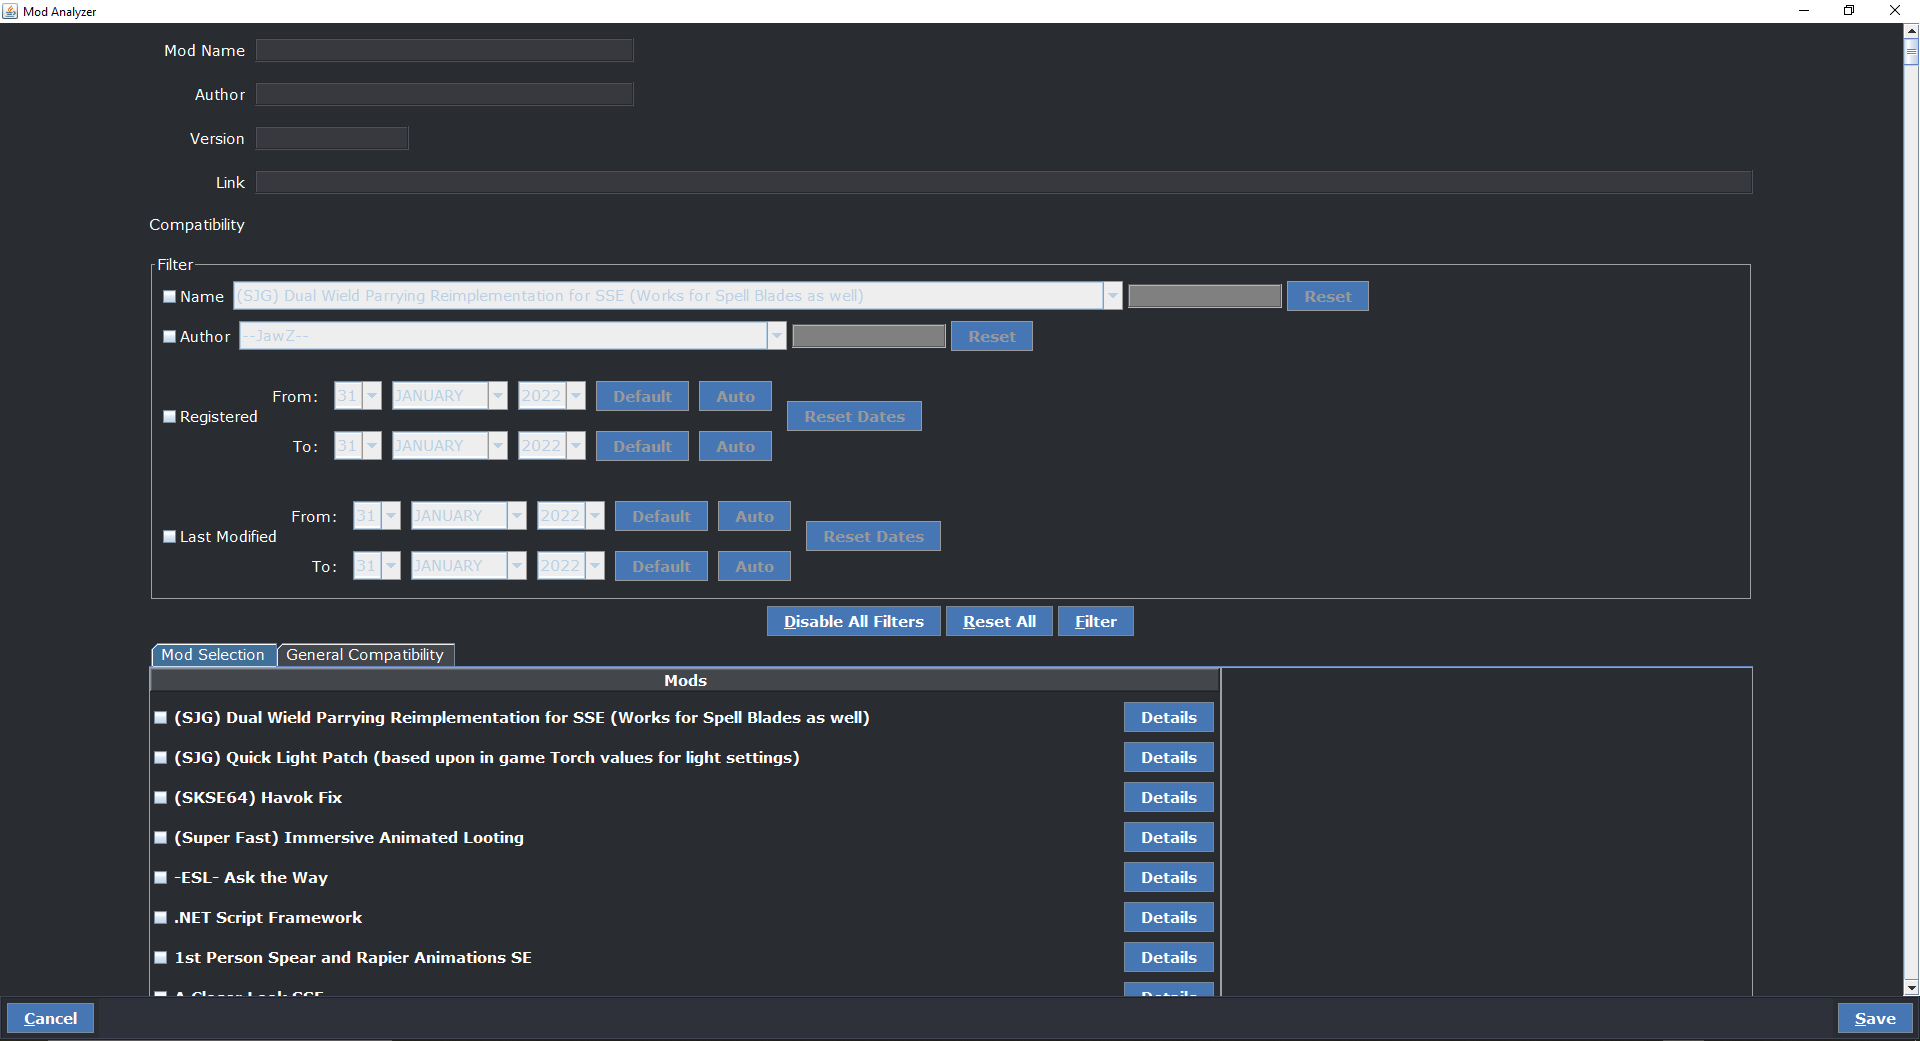 Mod Analyzer
Mod Name
Author
Version
Link
Compatibility
Filter
Name (SJG) Dual Wield Parrying Reimplementation for SSE (Works for Spell Blades as well) Reset
Author --JawZ-- Reset
From: 31 JANUARY 2022 Default Auto
Registered Reset Dates
To: 31 JANUARY 2022 Default Auto
From: 31 JANUARY 2022 Default Auto
Last Modified Reset Dates
To: 31 JANUARY 2022 Default Auto
Disable All Filters Reset All Filter
Mod Selection General Compatibility
Mods
(SJG) Dual Wield Parrying Reimplementation for SSE (Works for Spell Blades as well) Details
(SJG) Quick Light Patch (based upon in game Torch values for light settings) Details
(SKSE64) Havok Fix Details
(Super Fast) Immersive Animated Looting Details
-ESL- Ask the Way Details
.NET Script Framework Details
1st Person Spear and Rapier Animations SE Details
A Closer Look SSE Details
Cancel Save